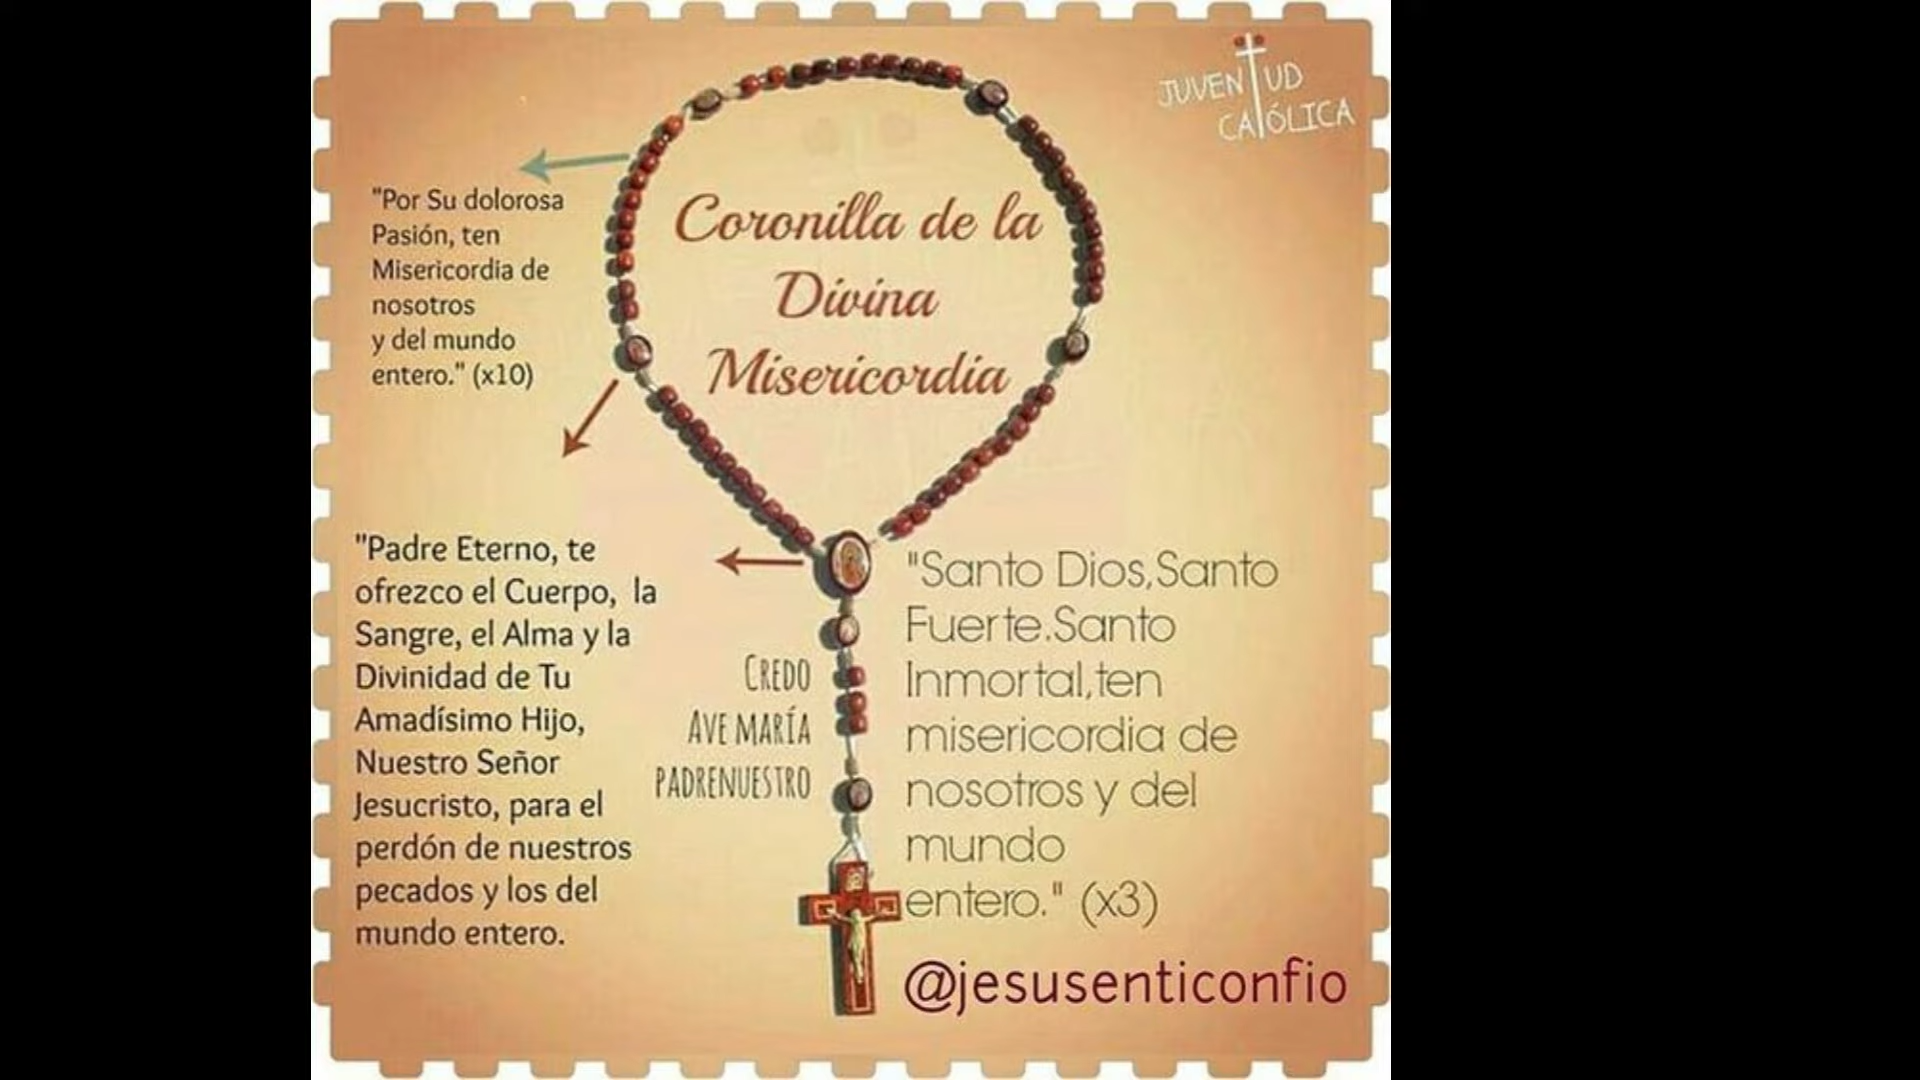 JUVENTUD
CATÓLICA
Coronilla de la
Divina
Misericordia
"Por Su dolorosa
Pasión, ten
Misericordia de
nosotros
y del mundo
entero." (x10)
"Padre Eterno, te
ofrezco el Cuerpo, la
Sangre, el Alma y la
Divinidad de Tu
Amadísimo Hijo,
Nuestro Señor
Jesucristo, para el
perdón de nuestros
pecados y los del
mundo entero.
CREDO
AVE MARÍA
PADRENUESTRO
"Santo Dios,Santo
Fuerte.Santo
Inmortal,ten
misericordia de
nosotros y del
mundo
entero." (x3)
@jesusenticonfio